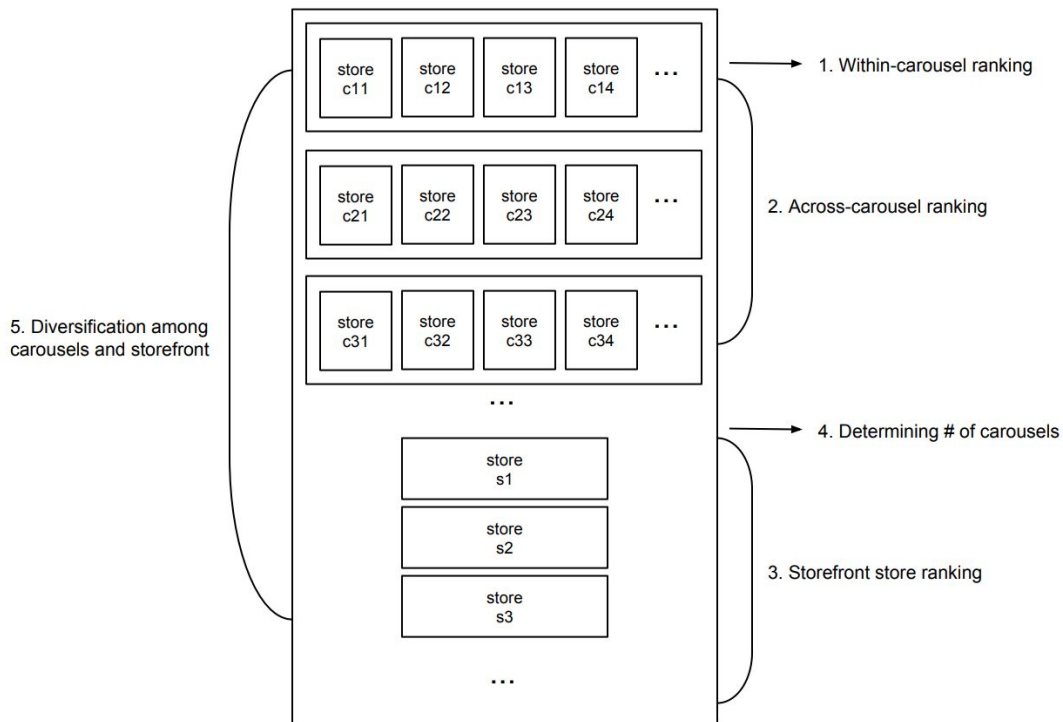 store
c11
store
c12
store
c13
store
c14
...
1. Within-carousel ranking
store
c21
store
c22
store
c23
store
c24
...
2. Across-carousel ranking
store
c31
store
c32
store
c33
store
c34
...
5. Diversification among
carousels and storefront
...
4. Determining # of carousels
store
s1
store
s2
3. Storefront store ranking
store
s3
...